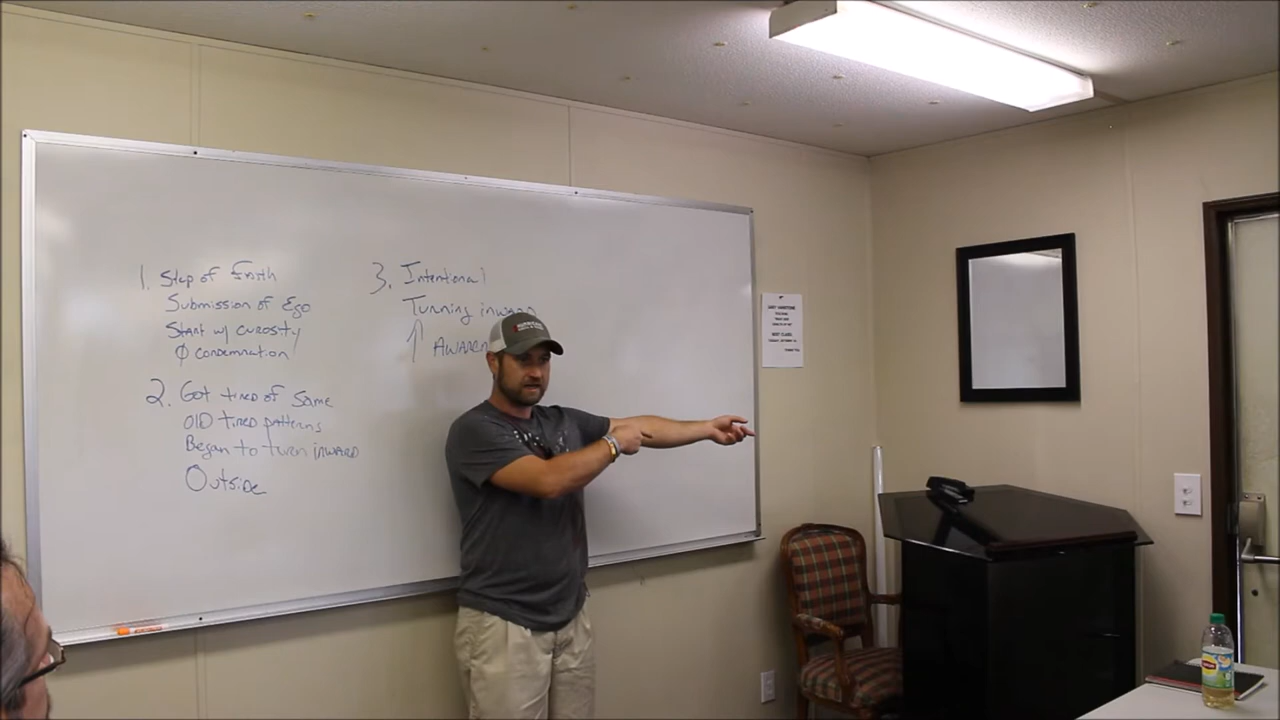 1. Step of Faith
Submission of Ego
Start w/ curosity
Ø condemnation
2. Got tired of Same
OLD tired patterns
Began to turn inward
Outside
3. Intentional
Turning inward
↑ Awaren